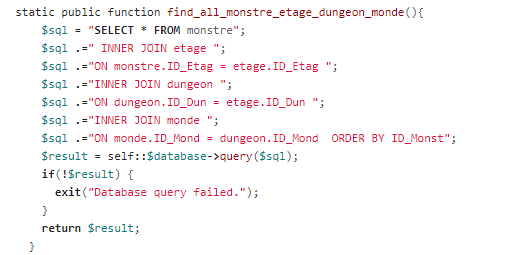 static public function find_all_monstre_etage_dungeon_monde(){
$sql = "SELECT * FROM monstre";
$sql .=" INNER JOIN etage ";
$sql .="ON monstre.ID_Etag = etage.ID_Etag ";
$sql .="INNER JOIN dungeon ";
$sql .="ON dungeon.ID_Dun = etage.ID_Dun ";
$sql .="INNER JOIN monde ";
$sql .="ON monde.ID_Mond = dungeon.ID_Mond  ORDER BY ID_Monst";
$result = self::$database->query($sql);
if(!$result) {
exit("Database query failed.");
}
return $result;
}